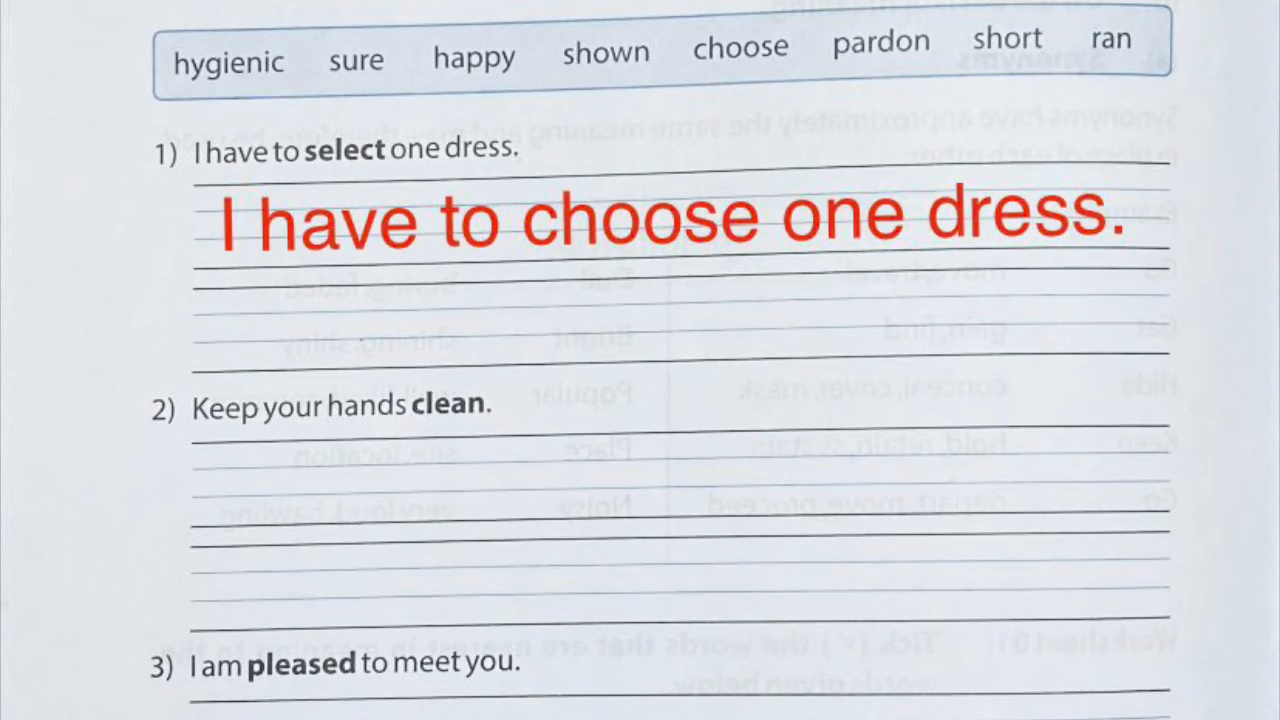 hygienic sure happy shown choose pardon short ran
1) I have to select one dress.
I have to choose one dress.
2) Keep your hands clean.
3) I am pleased to meet you.